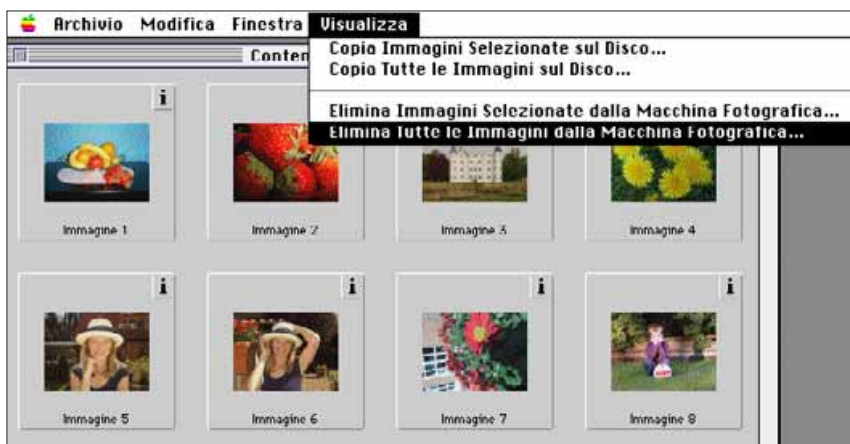 Archivio Modifica Finestra Visualizza
Copia Immagini Selezionate sul Disco...
Copia Tutte le Immagini sul Disco...
Elimina Immagini Selezionate dalla Macchina Fotografica...
Elimina Tutte le Immagini dalla Macchina Fotografica...
Conten
i
Immagine 1 Immagine 2 Immagine 3 Immagine 4
i i i i
Immagine 5 Immagine 6 Immagine 7 Immagine 8